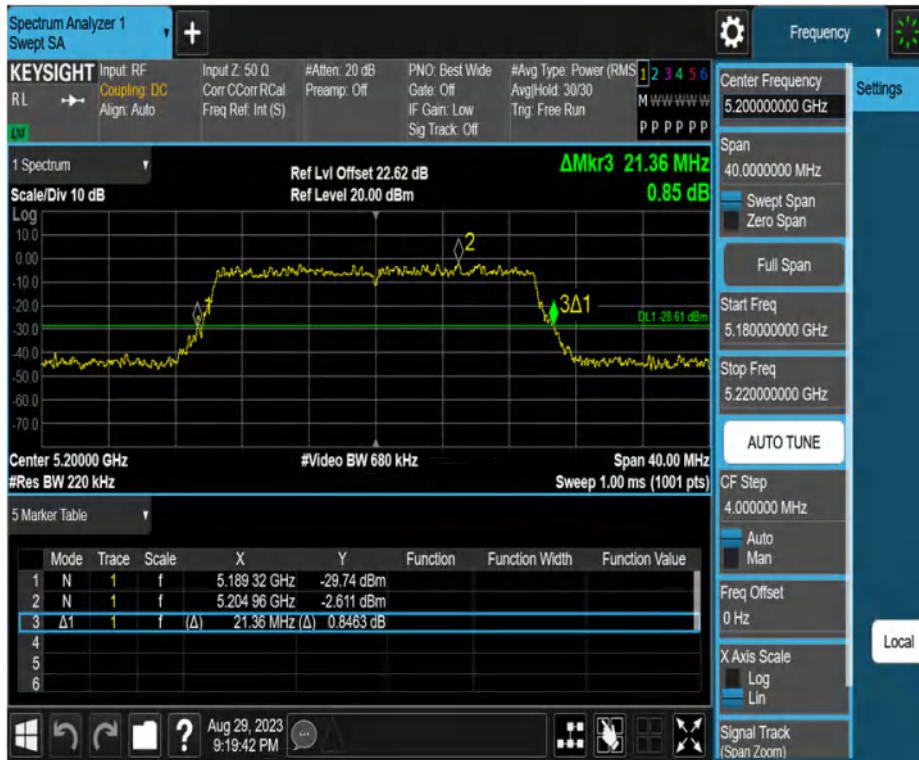 Spectrum Analyzer 1
Swept SA
+
Frequency
KEYSIGHT
RL
LXI
Input: RF
Coupling: DC
Align: Auto
Input Z: 50 Ω
Corr CCorr RCal
Freq Ref: Int (S)
#Atten: 20 dB
Preamp: Off
PNO: Best Wide
Gate: Off
IF Gain: Low
Sig Track: Off
#Avg Type: Power (RMS
Avg|Hold: 30/30
Trig: Free Run
1 2 3 4 5 6
M W W W W W
P P P P P P
1 Spectrum
Scale/Div 10 dB
Ref Lvl Offset 22.62 dB
Ref Level 20.00 dBm
ΔMkr3 21.36 MHz
0.85 dB
Log
10.0
0.00
-10.0
-20.0
-30.0
-40.0
-50.0
-60.0
-70.0
1
2
3Δ1
DL1 -28.61 dBm
Center 5.20000 GHz
#Video BW 680 kHz
Span 40.00 MHz
#Res BW 220 kHz
Sweep 1.00 ms (1001 pts)
5 Marker Table
Mode Trace Scale X Y Function Function Width Function Value
1 N 1 f 5.189 32 GHz -29.74 dBm
2 N 1 f 5.204 96 GHz -2.611 dBm
3 Δ1 1 f (Δ) 21.36 MHz (Δ) 0.8463 dB
4
5
6
?
Aug 29, 2023
9:19:42 PM
Center Frequency
5.200000000 GHz
Span
40.0000000 MHz
Swept Span
Zero Span
Full Span
Start Freq
5.180000000 GHz
Stop Freq
5.220000000 GHz
AUTO TUNE
CF Step
4.000000 MHz
Auto
Man
Freq Offset
0 Hz
X Axis Scale
Log
Lin
Signal Track
(Span Zoom)
Settings
Local